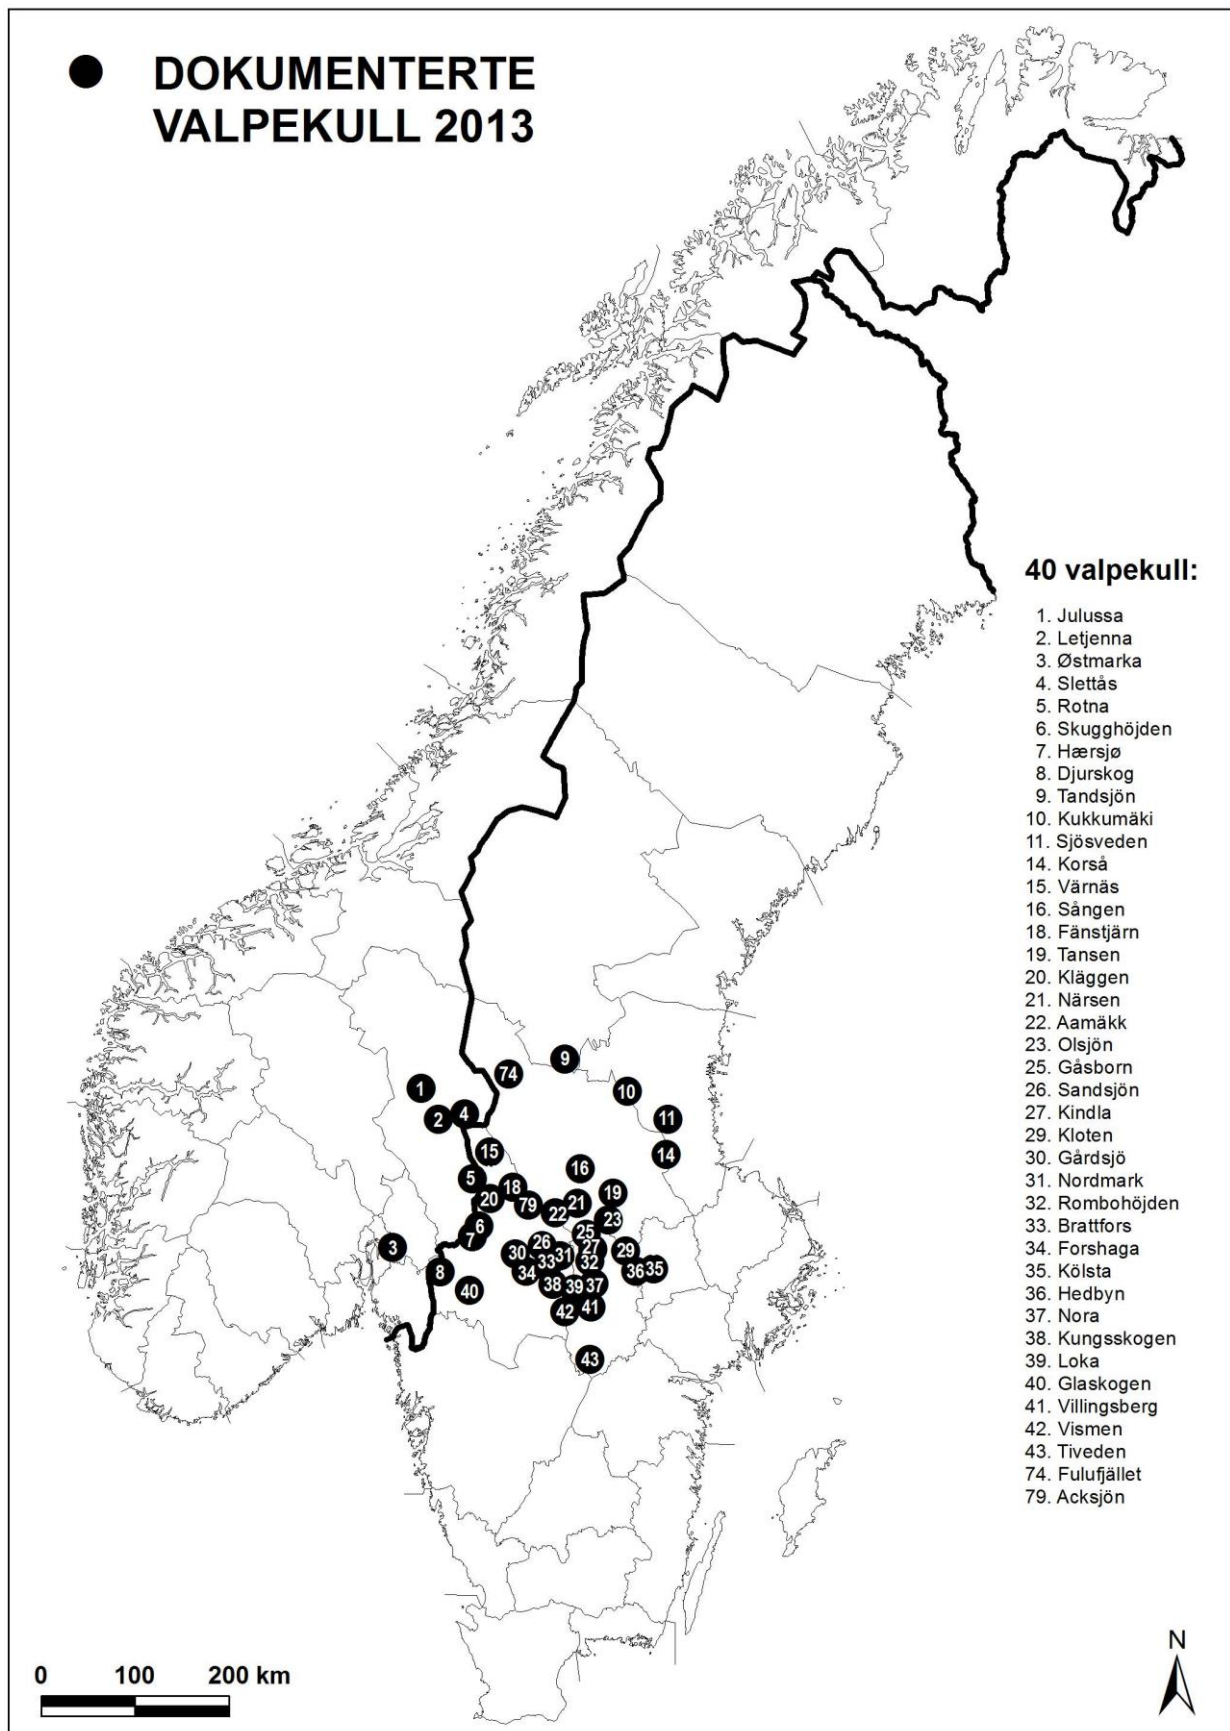 DOKUMENTERTE
VALPEKULL 2013
40 valpekull:
1. Julussa
2. Letjenna
3. Østmarka
4. Slettås
5. Rotna
6. Skugghöjden
7. Hærsjø
8. Djurskog
9. Tandsjön
10. Kukkumäki
11. Sjösveden
14. Korså
15. Värnäs
16. Sången
18. Fänstjärn
19. Tansen
20. Kläggen
21. Närsen
22. Aamäkk
23. Olsjön
25. Gåsborn
26. Sandsjön
27. Kindla
29. Kloten
30. Gårdsjö
31. Nordmark
32. Rombohöjden
33. Brattfors
34. Forshaga
35. Kölsta
36. Hedbyn
37. Nora
38. Kungsskogen
39. Loka
40. Glaskogen
41. Villingsberg
42. Vismen
43. Tiveden
74. Fulufjället
79. Acksjön
9
74
1
10
2
4
11
15
14
16
5
18
20
79
19
21
22
23
6
7
25
3
26
27
29
30
31
33
32
8
34
36
35
40
38
39
37
42
41
43
0 100 200 km
N